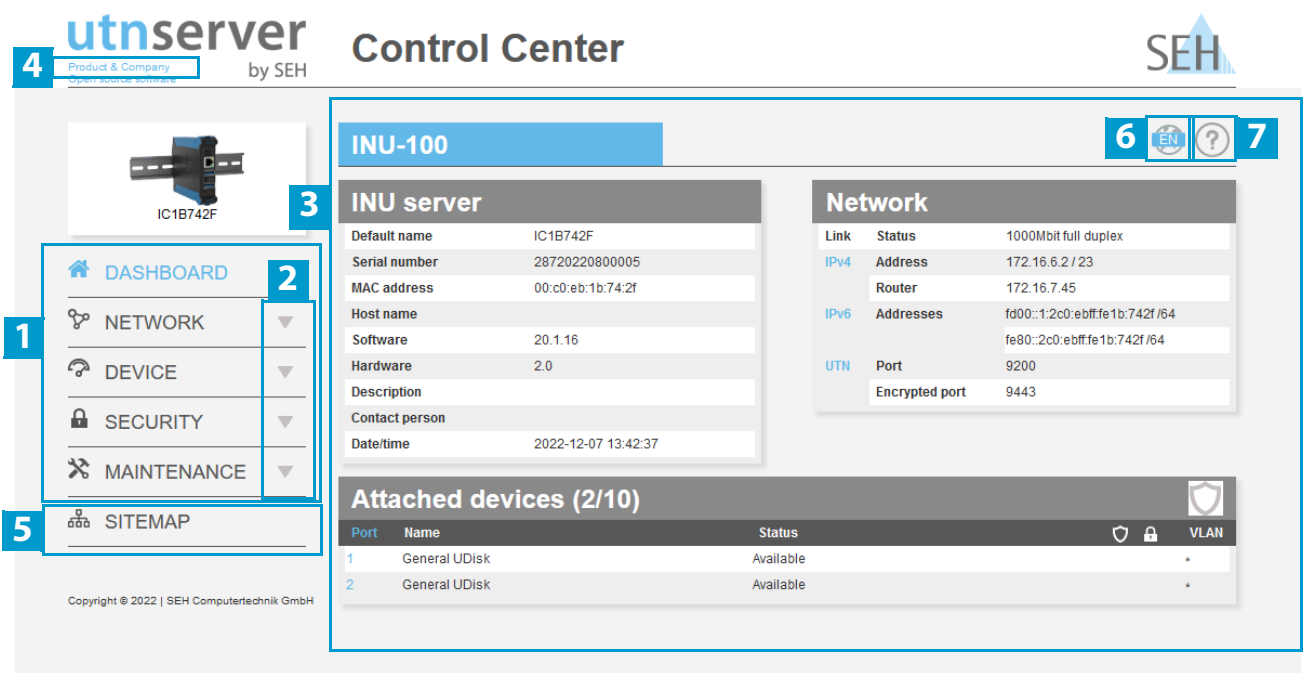 utnserver
by SEH
Control Center
SEH
4
Product & Company
Open source software
IC1B742F
1
2
DASHBOARD
NETWORK
DEVICE
SECURITY
MAINTENANCE
5
SITEMAP
Copyright © 2022 | SEH Computertechnik GmbH
3
INU-100
6
EN
?
7
INU server
Default name IC1B742F
Serial number 28720220800005
MAC address 00:c0:eb:1b:74:2f
Host name
Software 20.1.16
Hardware 2.0
Description
Contact person
Date/time 2022-12-07 13:42:37
Network
Link Status 1000Mbit full duplex
IPv4 Address 172.16.6.2 / 23
Router 172.16.7.45
IPv6 Addresses fd00::1:2c0:ebff:fe1b:742f /64
fe80::2c0:ebff:fe1b:742f /64
UTN Port 9200
Encrypted port 9443
Attached devices (2/10)
Port Name Status VLAN
1 General UDisk Available *
2 General UDisk Available *